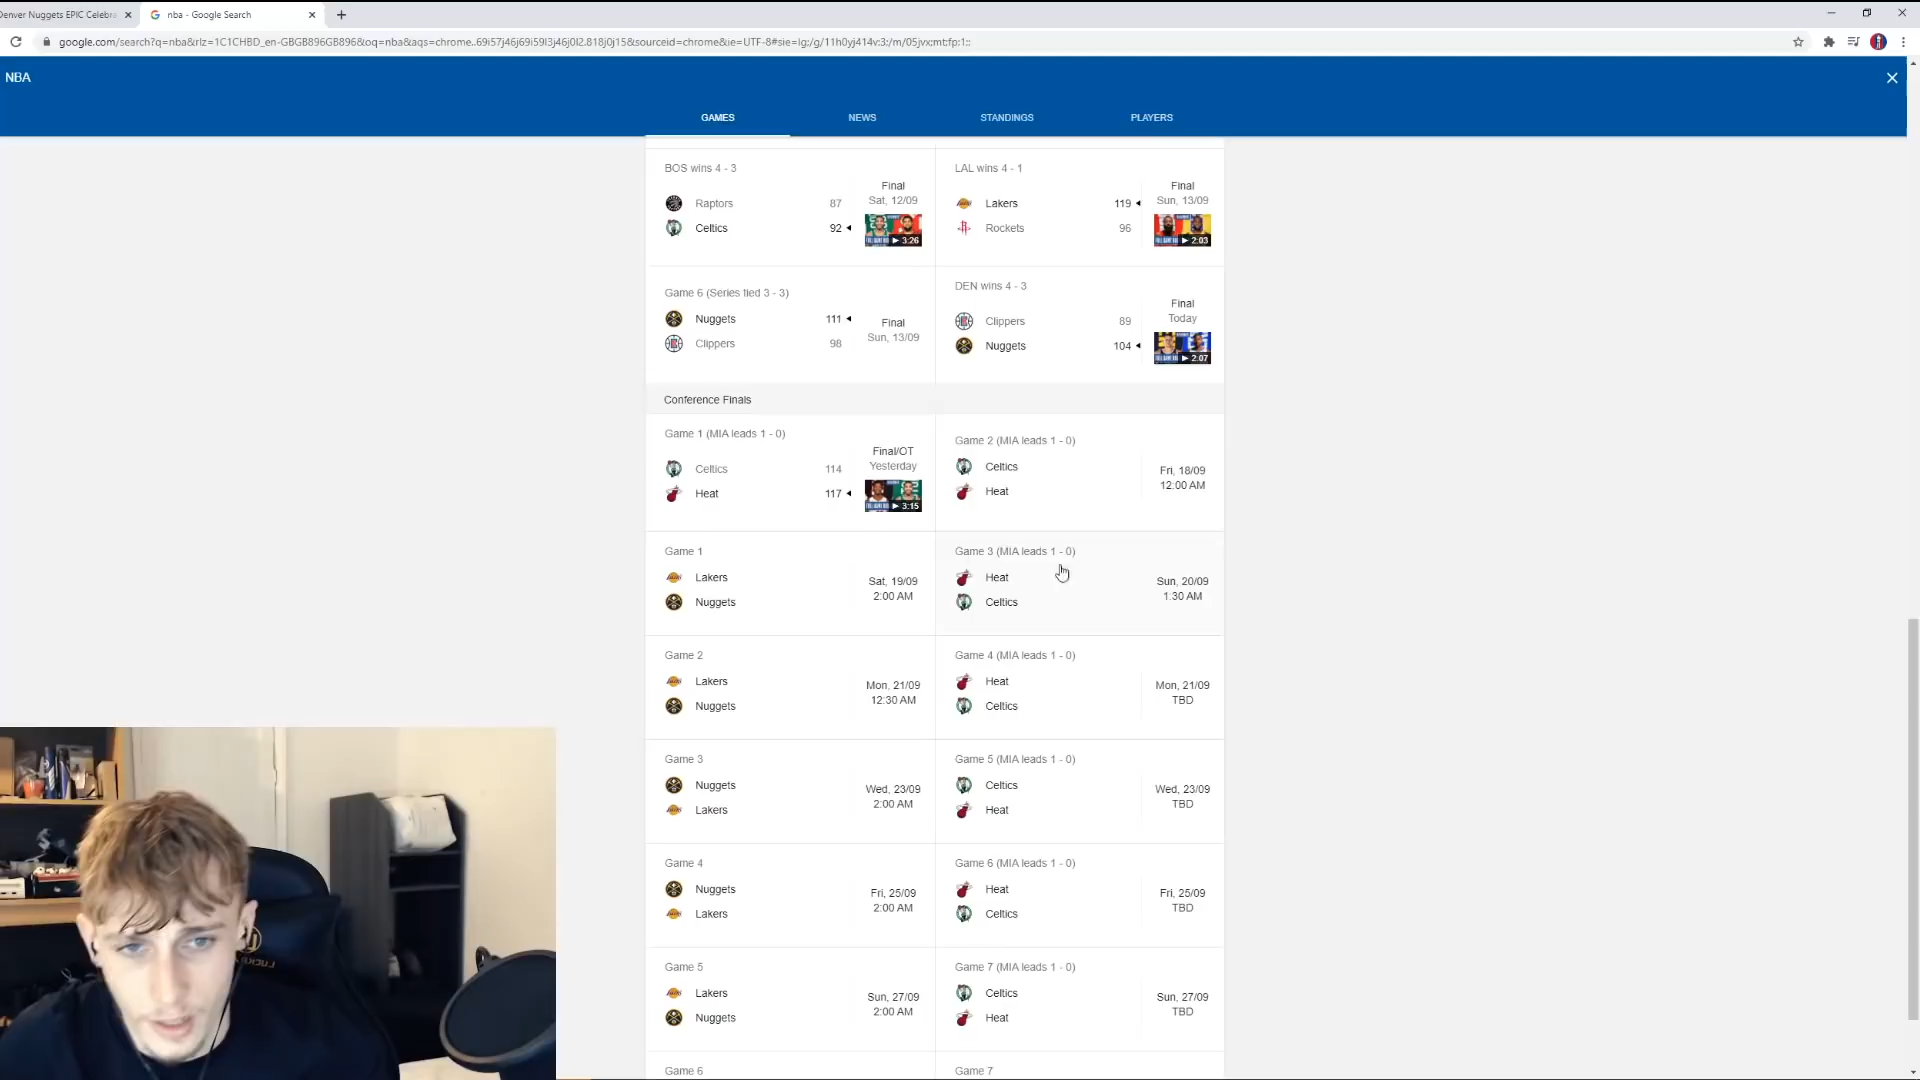 Denver Nuggets EPIC Celebra
nba - Google Search
google.com/search?q=nba&rlz=1C1CHBD_en-GBGB896GB896&oq=nba&aqs=chrome..69i57j46j69i59l3j46j0l2.818j0j15&sourceid=chrome&ie=UTF-8#sie=lg;/g/11h0yj414v;3;/m/05jvx;mt;fp;1;;
NBA
GAMES NEWS STANDINGS PLAYERS
BOS wins 4 - 3
Raptors 87
Celtics 92
Final
Sat, 12/09
3:26
LAL wins 4 - 1
Lakers 119
Rockets 96
Final
Sun, 13/09
2:03
Game 6 (Series tied 3 - 3)
Nuggets 111
Clippers 98
Final
Sun, 13/09
DEN wins 4 - 3
Clippers 89
Nuggets 104
Final
Today
2:07
Conference Finals
Game 1 (MIA leads 1 - 0)
Celtics 114
Heat 117
Final/OT
Yesterday
3:15
Game 2 (MIA leads 1 - 0)
Celtics
Heat
Fri, 18/09
12:00 AM
Game 1
Lakers
Nuggets
Sat, 19/09
2:00 AM
Game 3 (MIA leads 1 - 0)
Heat
Celtics
Sun, 20/09
1:30 AM
Game 2
Lakers
Nuggets
Mon, 21/09
12:30 AM
Game 4 (MIA leads 1 - 0)
Heat
Celtics
Mon, 21/09
TBD
Game 3
Nuggets
Lakers
Wed, 23/09
2:00 AM
Game 5 (MIA leads 1 - 0)
Celtics
Heat
Wed, 23/09
TBD
Game 4
Nuggets
Lakers
Fri, 25/09
2:00 AM
Game 6 (MIA leads 1 - 0)
Heat
Celtics
Fri, 25/09
TBD
Game 5
Lakers
Nuggets
Sun, 27/09
2:00 AM
Game 7 (MIA leads 1 - 0)
Celtics
Heat
Sun, 27/09
TBD
Game 6
Game 7